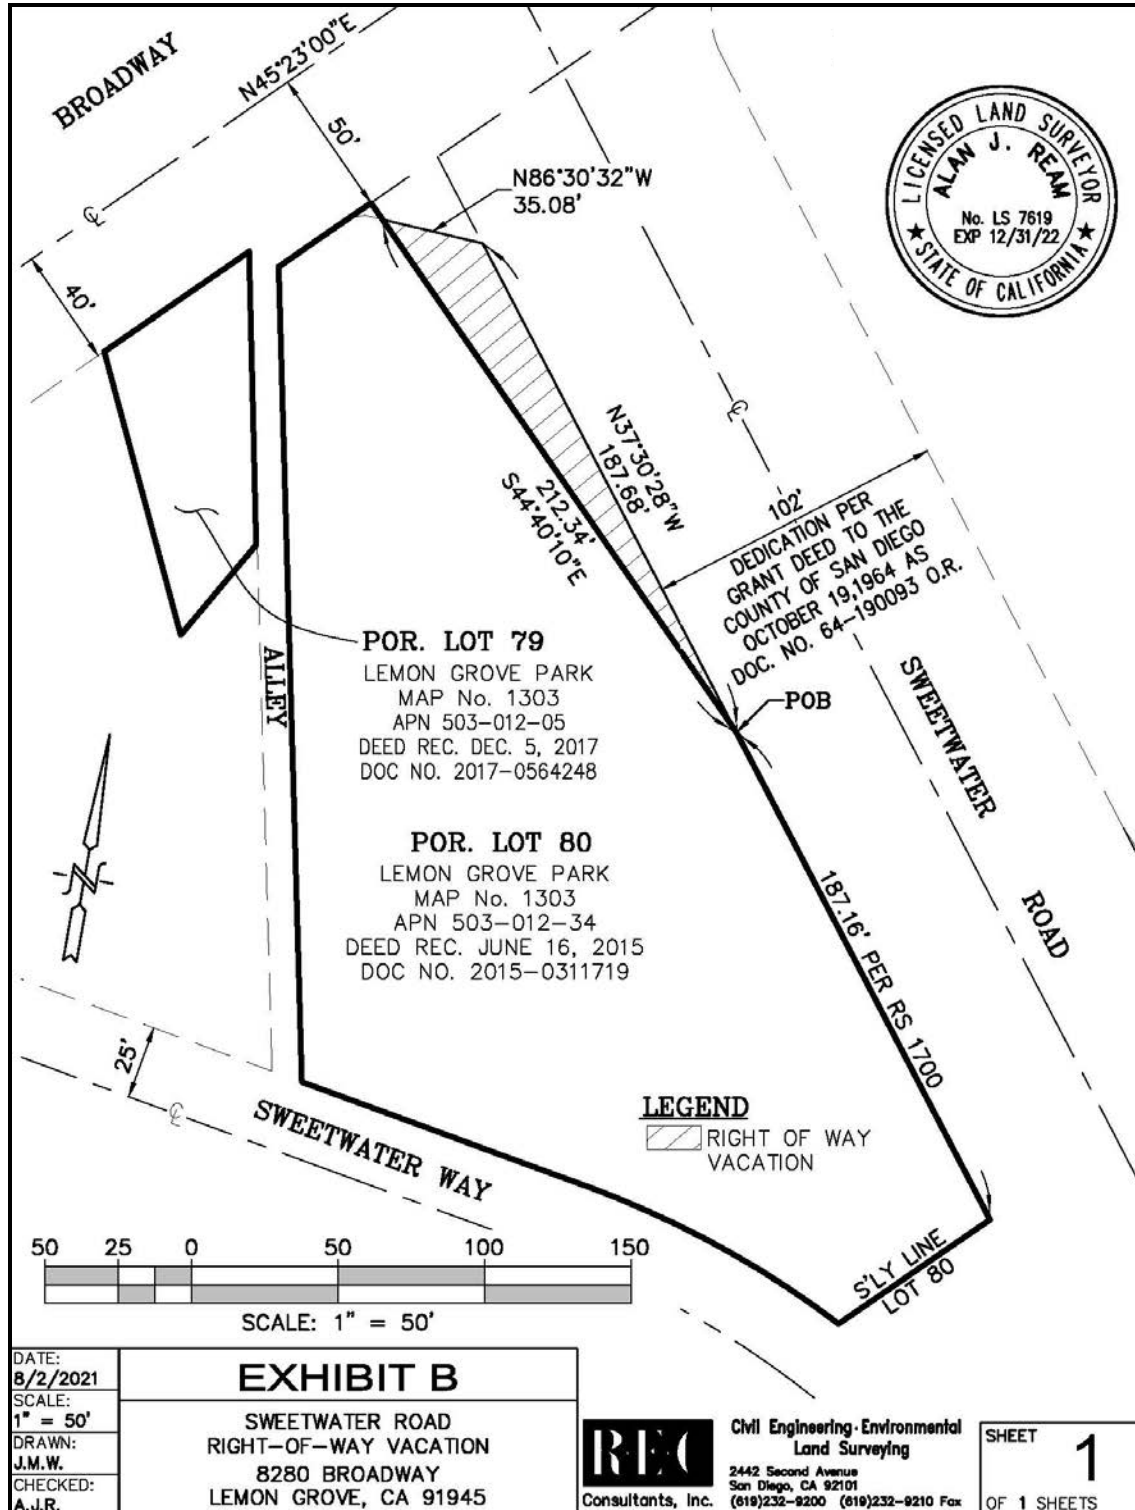 BROADWAY
N45°23'00"E
50'
N86°30'32"W
35.08'
LICENSED LAND SURVEYOR
ALAN J. REAM
No. LS 7619
EXP 12/31/22
STATE OF CALIFORNIA
40'
N37°30'28"W
187.68'
212.34'
S44°40'10"E
102'
DEDICATION PER
GRANT DEED TO THE
COUNTY OF SAN DIEGO
OCTOBER 19,1964 AS
DOC. NO. 64-190093 O.R.
POR. LOT 79
LEMON GROVE PARK
MAP No. 1303
APN 503-012-05
DEED REC. DEC. 5, 2017
DOC NO. 2017-0564248
ALLEY
POB
SWEETWATER
ROAD
POR. LOT 80
LEMON GROVE PARK
MAP No. 1303
APN 503-012-34
DEED REC. JUNE 16, 2015
DOC NO. 2015-0311719
187.16' PER RS 1700
25'
SWEETWATER WAY
LEGEND
RIGHT OF WAY
VACATION
S'LY LINE
LOT 80
50 25 0 50 100 150
SCALE: 1" = 50'
DATE:
8/2/2021
SCALE:
1" = 50'
DRAWN:
J.M.W.
CHECKED:
A.J.R.
EXHIBIT B
SWEETWATER ROAD
RIGHT-OF-WAY VACATION
8280 BROADWAY
LEMON GROVE, CA 91945
REC
Consultants, Inc.
Civil Engineering·Environmental
Land Surveying
2442 Second Avenue
San Diego, CA 92101
(619)232-9200 (619)232-9210 Fax
SHEET
1
OF 1 SHEETS